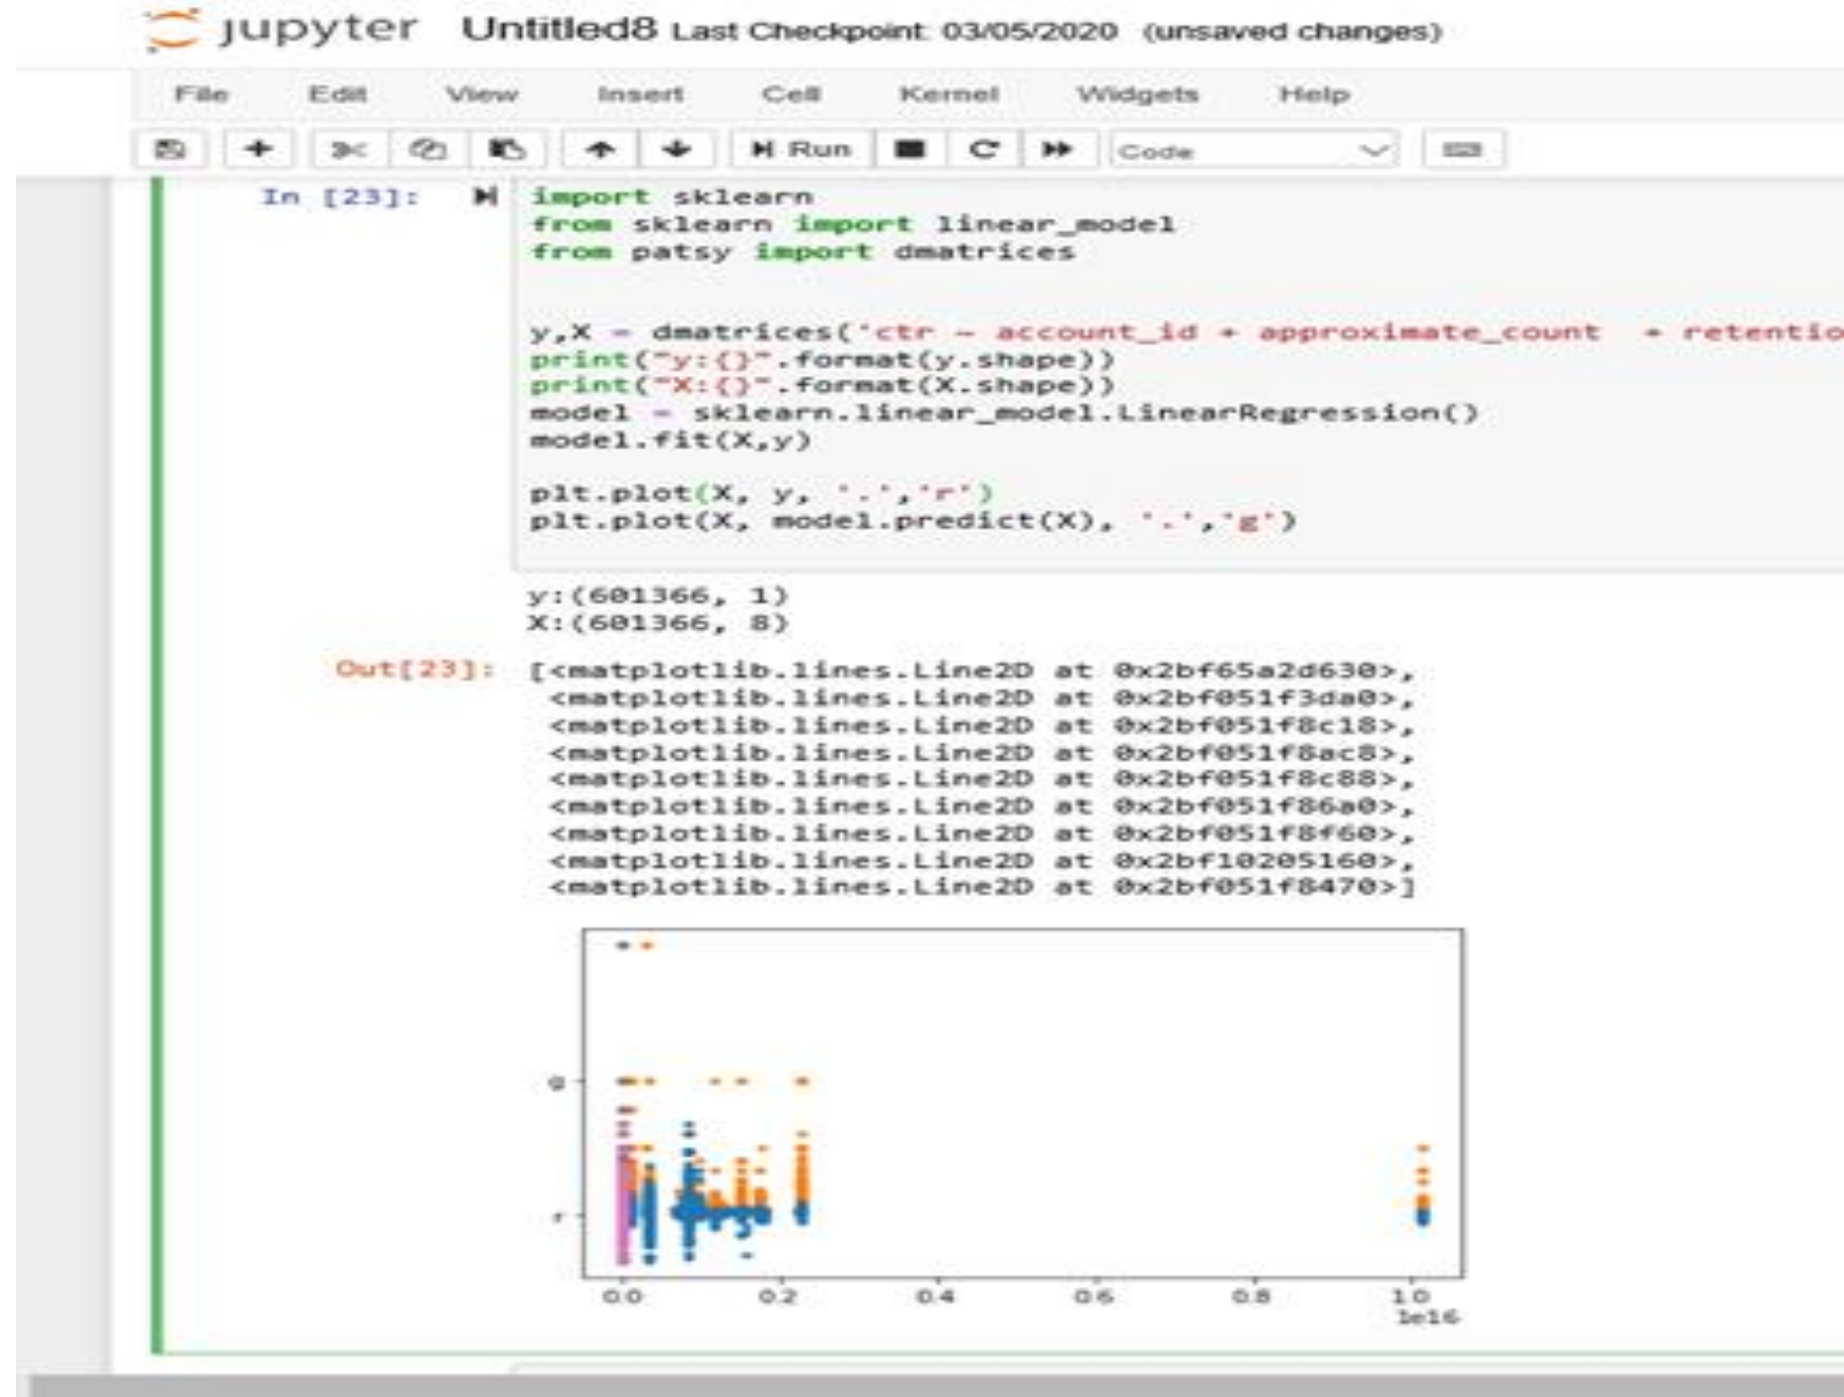 jupyter Untitled8 Last Checkpoint: 03/05/2020 (unsaved changes)
File Edit View Insert Cell Kernel Widgets Help
Run Code
In [23]:
import sklearn
from sklearn import linear_model
from patsy import dmatrices
y,X = dmatrices('ctr ~ account_id + approximate_count + retentio
print("y:{}".format(y.shape))
print("X:{}".format(X.shape))
model = sklearn.linear_model.LinearRegression()
model.fit(X,y)
plt.plot(X, y, '.','r')
plt.plot(X, model.predict(X), '.','g')
y:(601366, 1)
X:(601366, 8)
Out[23]: [<matplotlib.lines.Line2D at 0x2bf65a2d630>,
<matplotlib.lines.Line2D at 0x2bf051f3da0>,
<matplotlib.lines.Line2D at 0x2bf051f8c18>,
<matplotlib.lines.Line2D at 0x2bf051f8ac8>,
<matplotlib.lines.Line2D at 0x2bf051f8c88>,
<matplotlib.lines.Line2D at 0x2bf051f86a0>,
<matplotlib.lines.Line2D at 0x2bf051f8f60>,
<matplotlib.lines.Line2D at 0x2bf10205160>,
<matplotlib.lines.Line2D at 0x2bf051f8470>]
g
r
0.0 0.2 0.4 0.6 0.8 1.0
1e16